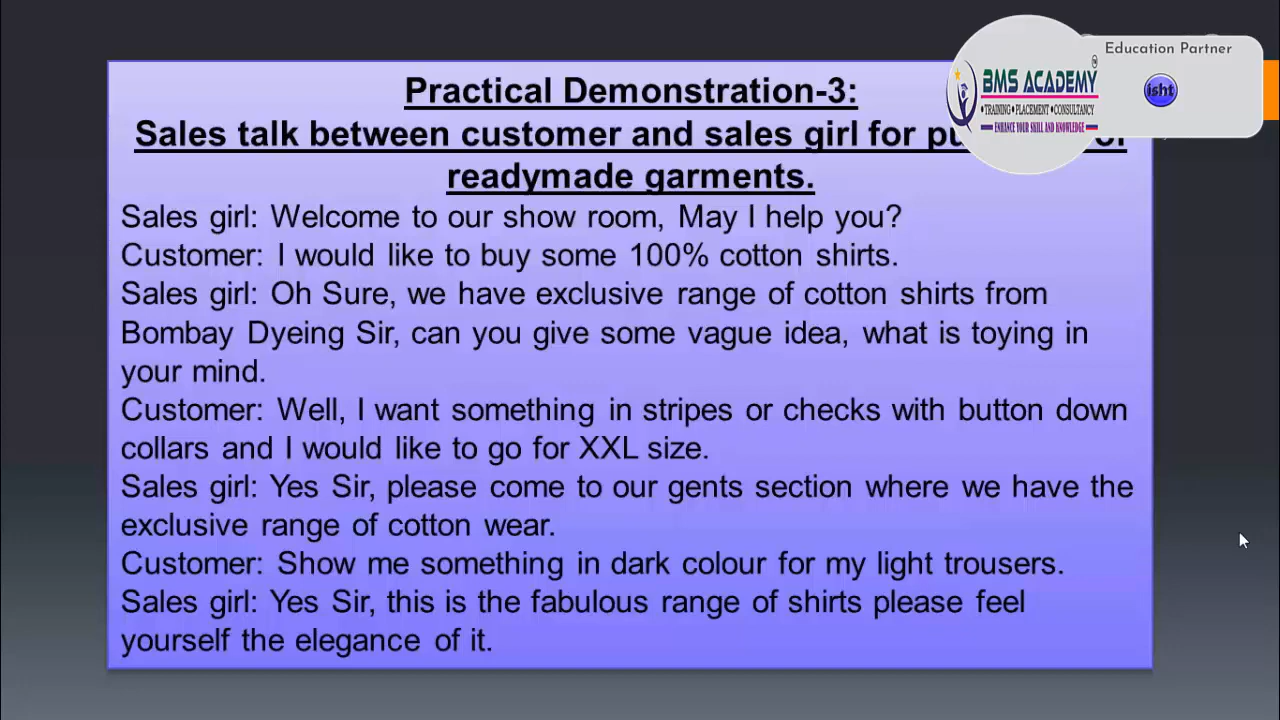 Education Partner
BMS ACADEMY
isht
•TRAINING•PLACEMENT•CONSULTANCY
ENHANCE YOUR SKILL AND KNOWLEDGE
Practical Demonstration-3:
Sales talk between customer and sales girl for
readymade garments.
Sales girl: Welcome to our show room, May I help you?
Customer: I would like to buy some 100% cotton shirts.
Sales girl: Oh Sure, we have exclusive range of cotton shirts from
Bombay Dyeing Sir, can you give some vague idea, what is toying in
your mind.
Customer: Well, I want something in stripes or checks with button down
collars and I would like to go for XXL size.
Sales girl: Yes Sir, please come to our gents section where we have the
exclusive range of cotton wear.
Customer: Show me something in dark colour for my light trousers.
Sales girl: Yes Sir, this is the fabulous range of shirts please feel
yourself the elegance of it.